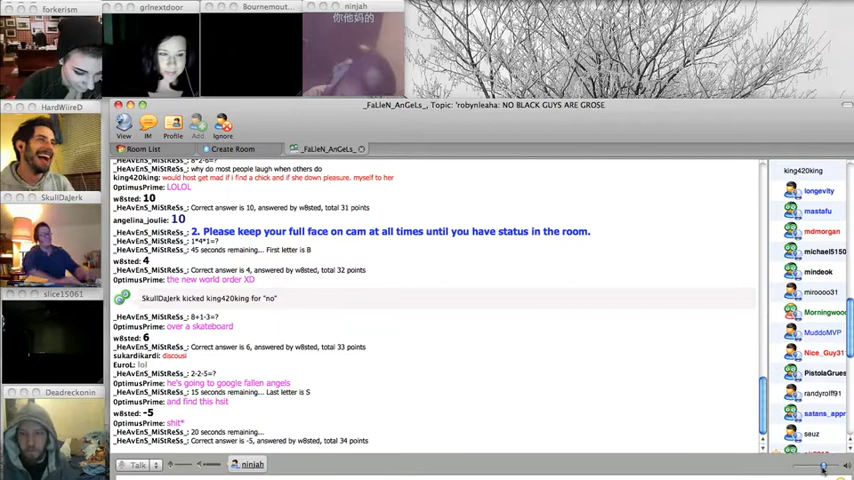 forkerism
grlnextdoor
Bournemout...
ninjah
你他妈的
_FaLleN_AnGeLs_, Topic: 'robynleaha: NO BLACK GUYS ARE GROSE
HardWireD
View
IM
Profile
Add
Ignore
Room List
Create Room
_FaLleN_AnGeLs_
_HeAvEnS_MiStReSs_: 8*2-6=?
_HeAvEnS_MiStReSs_: why do most people laugh when others do
king420king: would host get mad if i find a chick and if she down pleasure. myself to her
OptimusPrime: LOLOL
w8sted: 10
_HeAvEnS_MiStReSs_: Correct answer is 10, answered by w8sted, total 31 points
angelina_joulie: 10
_HeAvEnS_MiStReSs_: 2. Please keep your full face on cam at all times until you have status in the room.
_HeAvEnS_MiStReSs_: 1*4*1=?
_HeAvEnS_MiStReSs_: 45 seconds remaining... First letter is B
w8sted: 4
_HeAvEnS_MiStReSs_: Correct answer is 4, answered by w8sted, total 32 points
OptimusPrime: the new world order XD
SkullDaJerk kicked king420king for "no"
_HeAvEnS_MiStReSs_: 8+1-3=?
OptimusPrime: over a skateboard
w8sted: 6
_HeAvEnS_MiStReSs_: Correct answer is 6, answered by w8sted, total 33 points
sukardikardi: discousi
EuroL: lol
_HeAvEnS_MiStReSs_: 2-2-5=?
OptimusPrime: he's going to google fallen angels
_HeAvEnS_MiStReSs_: 15 seconds remaining... Last letter is S
OptimusPrime: and find this hsit
w8sted: -5
OptimusPrime: shit*
_HeAvEnS_MiStReSs_: 20 seconds remaining...
_HeAvEnS_MiStReSs_: Correct answer is -5, answered by w8sted, total 34 points
king420king
longevity
mastafu
mdmorgan
michael5150
mindeok
miroooo31
Morningwood
MuddoMVP
Nice_Guy31
PistolaGrues
randyrolff91
satans_appr
seuz
SkullDaJerk
slice15061
Deadreckonin
Talk
ninjah